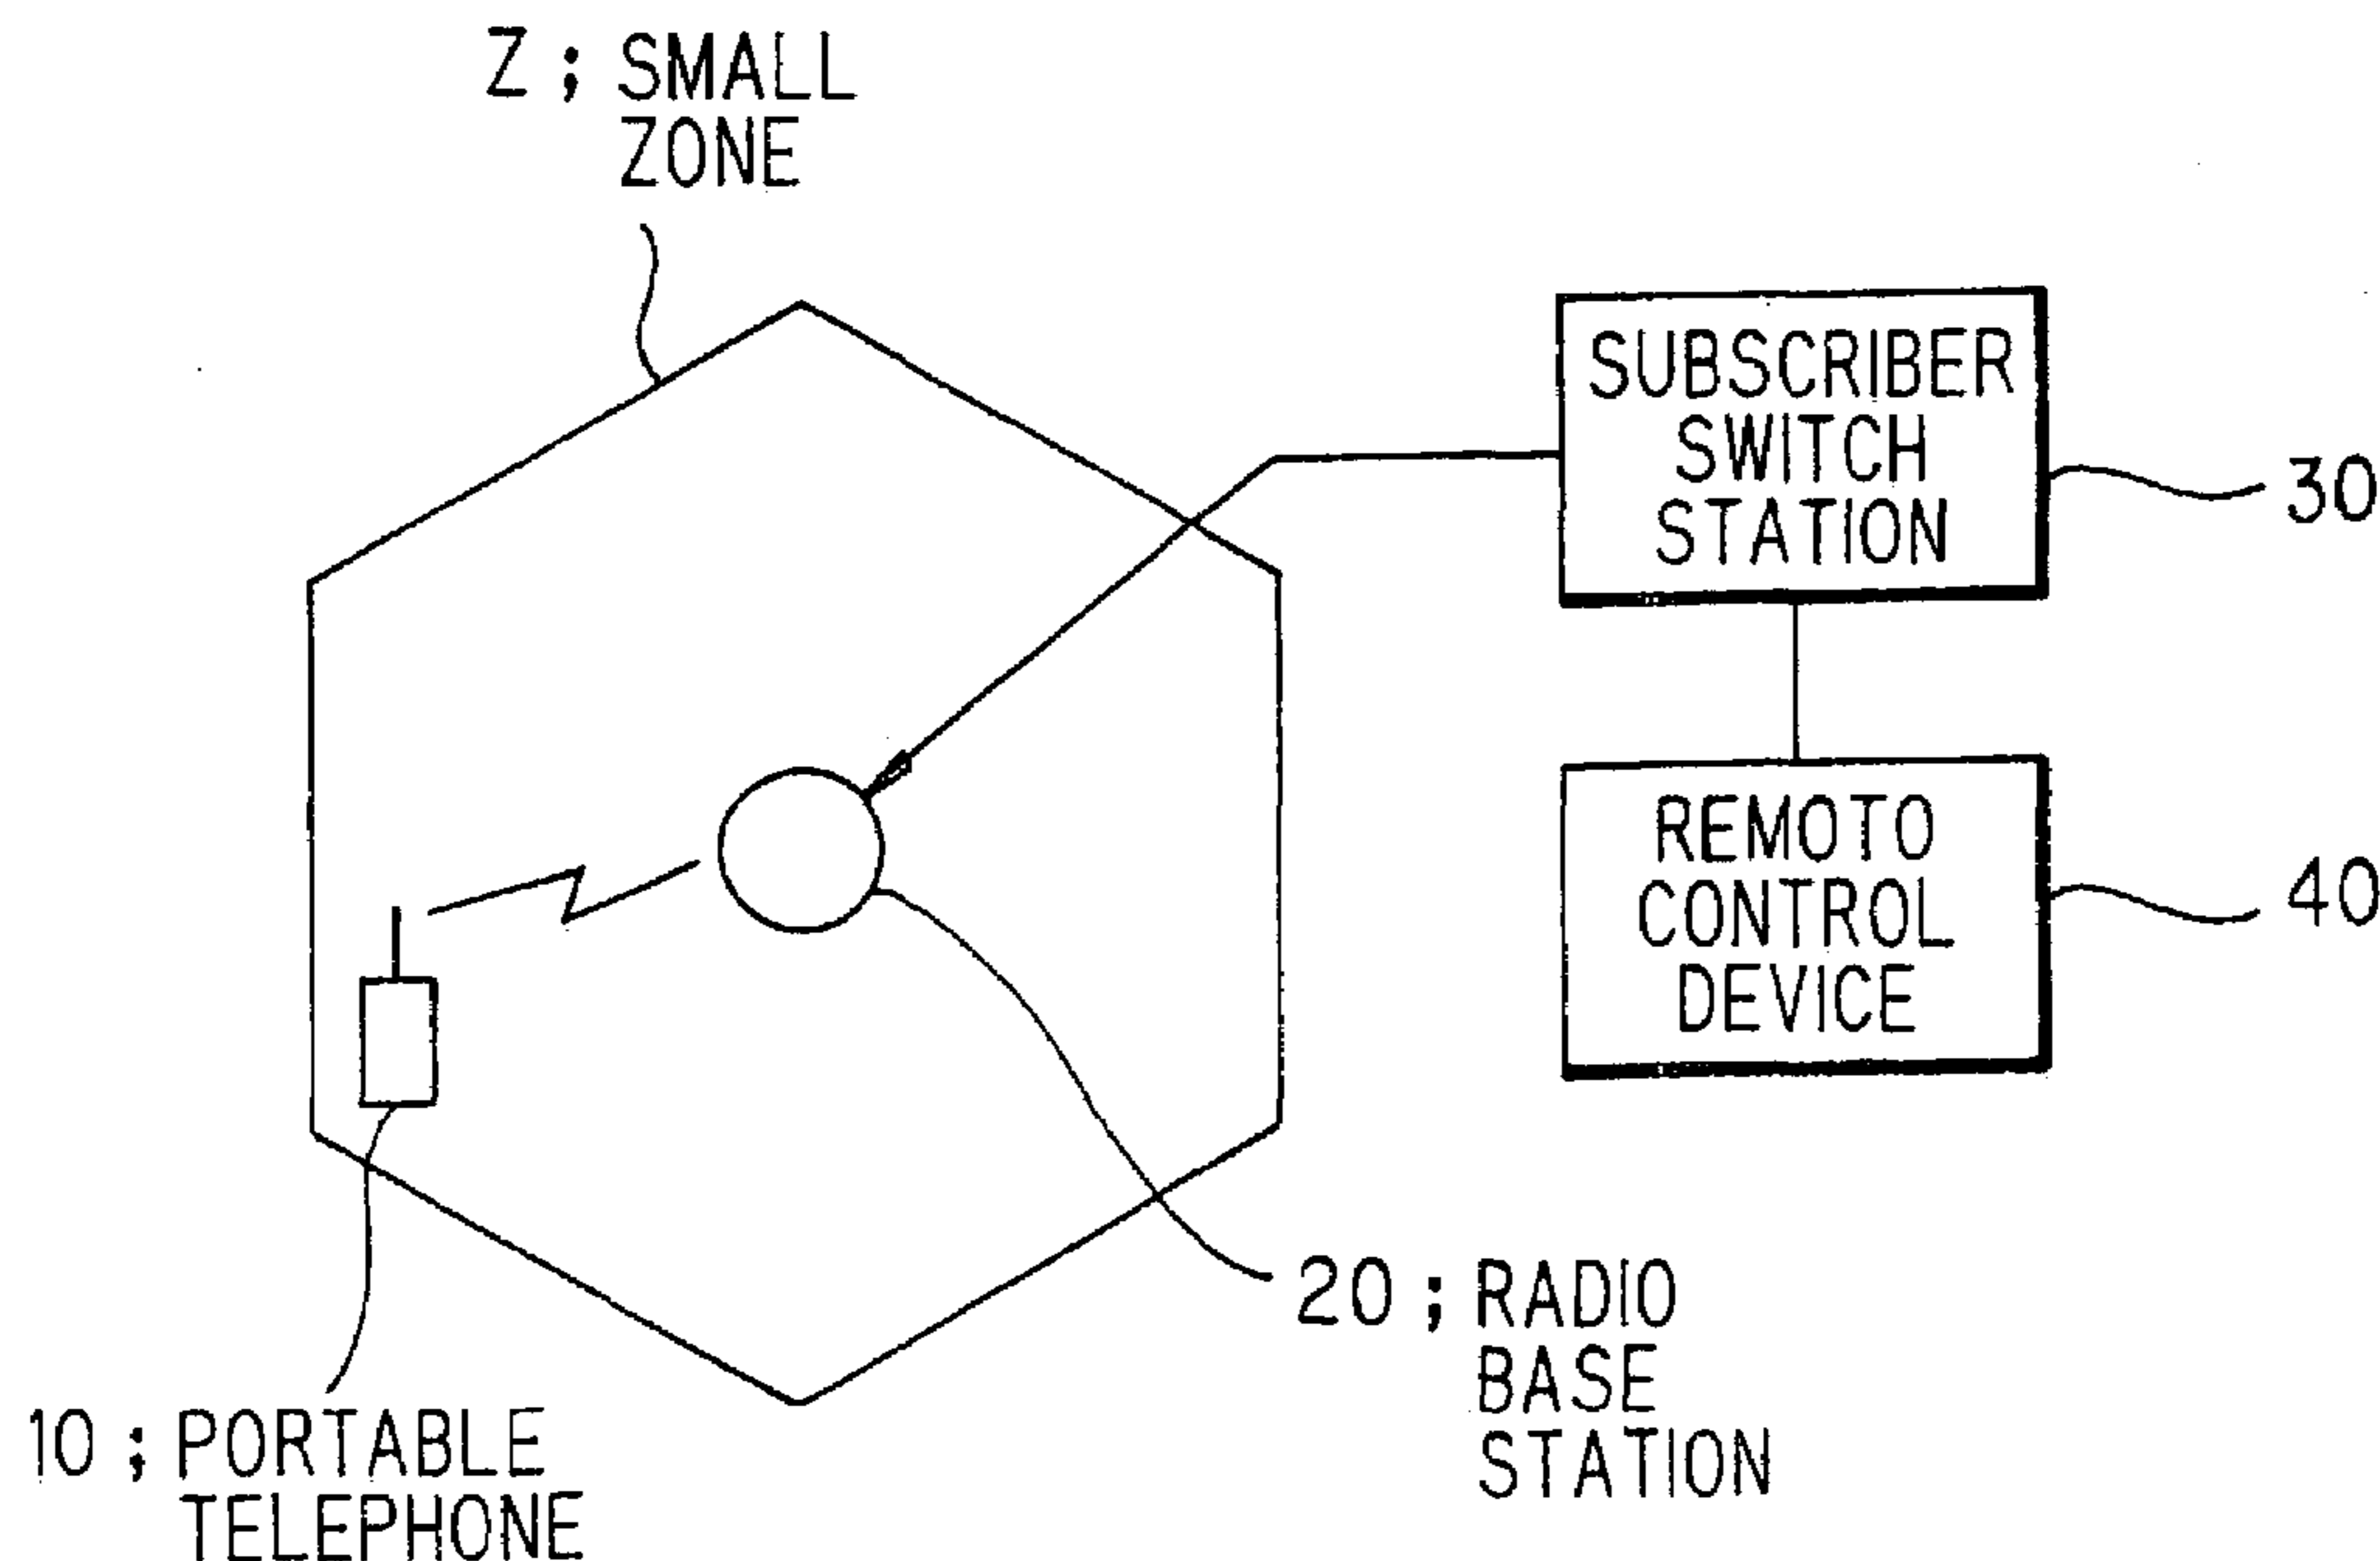 Z ; SMALL
ZONE
SUBSCRIBER
SWITCH
STATION
30
REMOTO
CONTROL
DEVICE
40
20 ; RADIO
BASE
STATION
10 ; PORTABLE
TELEPHONE